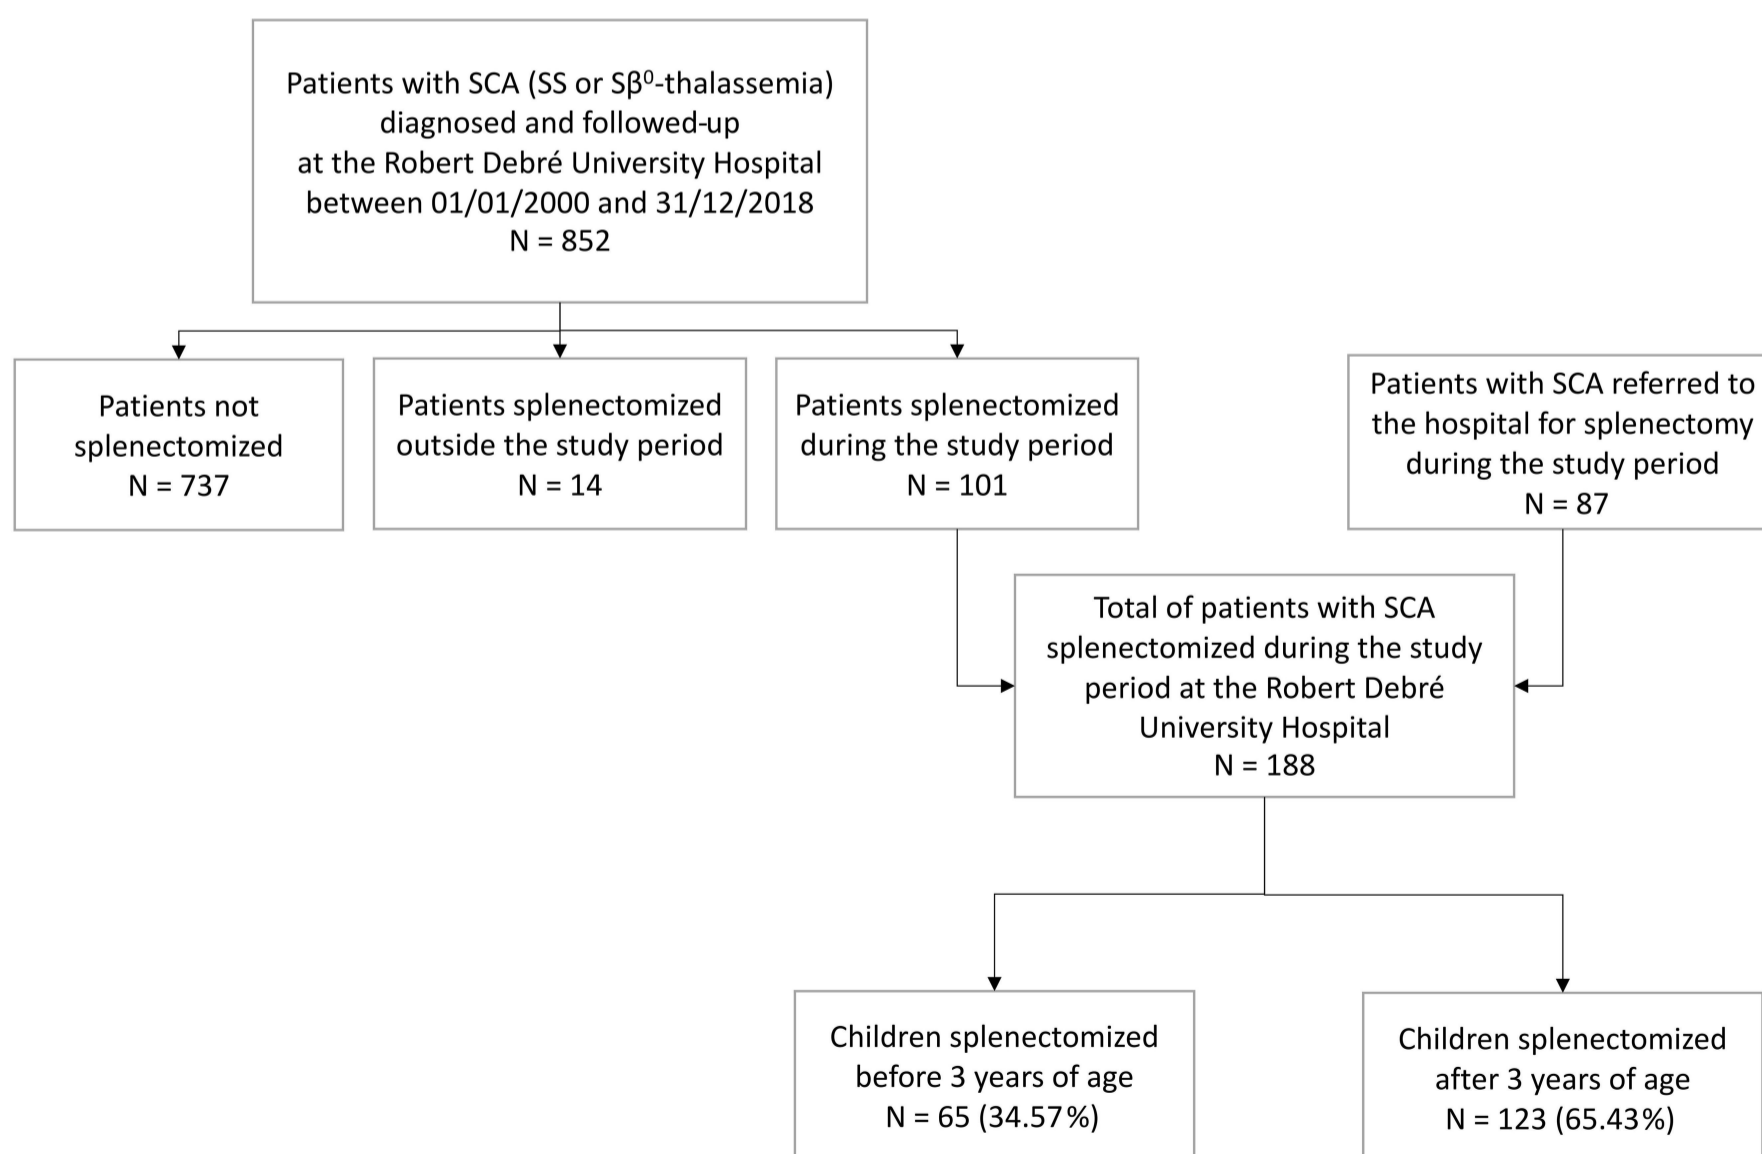 Patients with SCA (SS or Sβ⁰-thalassemia)
diagnosed and followed-up
at the Robert Debré University Hospital
between 01/01/2000 and 31/12/2018
N = 852
Patients not
splenectomized
N = 737
Patients splenectomized
outside the study period
N = 14
Patients splenectomized
during the study period
N = 101
Patients with SCA referred to
the hospital for splenectomy
during the study period
N = 87
Total of patients with SCA
splenectomized during the study
period at the Robert Debré
University Hospital
N = 188
Children splenectomized
before 3 years of age
N = 65 (34.57%)
Children splenectomized
after 3 years of age
N = 123 (65.43%)